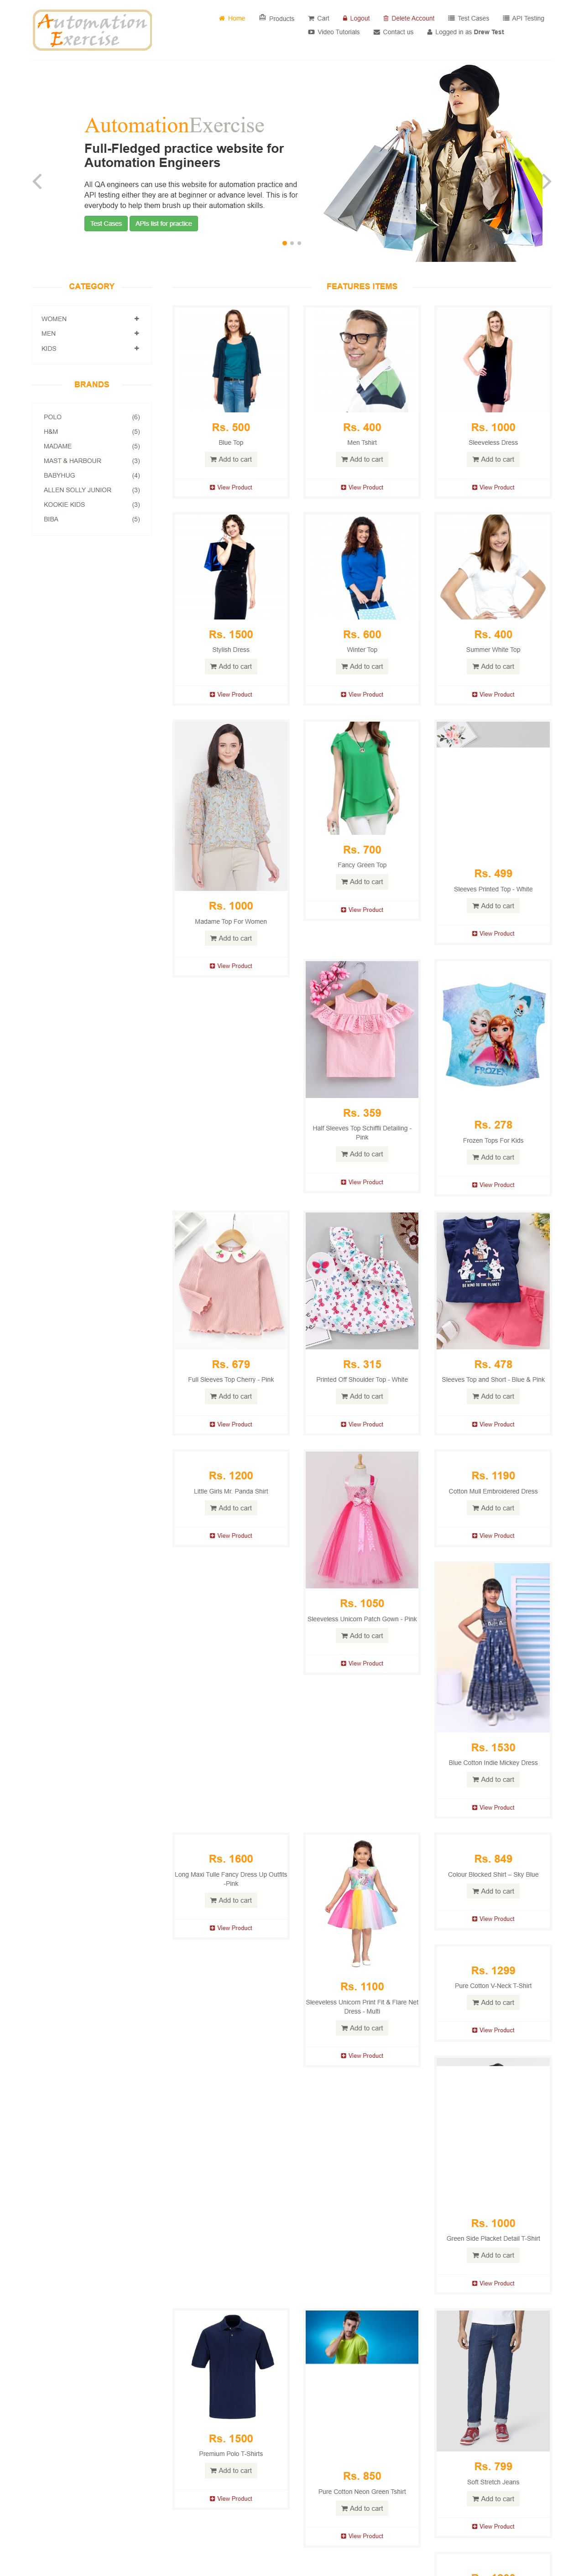 Automation
Exercise
Home
Products
Cart
Logout
Delete Account
Test Cases
API Testing
Video Tutorials
Contact us
Logged in as Drew Test
AutomationExercise
Full-Fledged practice website for
Automation Engineers
All QA engineers can use this website for automation practice and
API testing either they are at beginner or advance level. This is for
everybody to help them brush up their automation skills.
Test Cases
APIs list for practice
CATEGORY
WOMEN
MEN
KIDS
BRANDS
POLO (6)
H&M (5)
MADAME (5)
MAST & HARBOUR (3)
BABYHUG (4)
ALLEN SOLLY JUNIOR (3)
KOOKIE KIDS (3)
BIBA (5)
FEATURES ITEMS
Rs. 500
Blue Top
Add to cart
View Product
Rs. 400
Men Tshirt
Add to cart
View Product
Rs. 1000
Sleeveless Dress
Add to cart
View Product
Rs. 1500
Stylish Dress
Add to cart
View Product
Rs. 600
Winter Top
Add to cart
View Product
Rs. 400
Summer White Top
Add to cart
View Product
Rs. 1000
Madame Top For Women
Add to cart
View Product
Rs. 700
Fancy Green Top
Add to cart
View Product
Rs. 499
Sleeves Printed Top - White
Add to cart
View Product
Rs. 359
Half Sleeves Top Schiffli Detailing -
Pink
Add to cart
View Product
FROZEN
Rs. 278
Frozen Tops For Kids
Add to cart
View Product
Rs. 679
Full Sleeves Top Cherry - Pink
Add to cart
View Product
Rs. 315
Printed Off Shoulder Top - White
Add to cart
View Product
BE KIND TO THE PLANET
Rs. 478
Sleeves Top and Short - Blue & Pink
Add to cart
View Product
Rs. 1200
Little Girls Mr. Panda Shirt
Add to cart
View Product
Rs. 1050
Sleeveless Unicorn Patch Gown - Pink
Add to cart
View Product
Rs. 1190
Cotton Mull Embroidered Dress
Add to cart
View Product
Rs. 1530
Blue Cotton Indie Mickey Dress
Add to cart
View Product
Rs. 1600
Long Maxi Tulle Fancy Dress Up Outfits
-Pink
Add to cart
View Product
Rs. 1100
Sleeveless Unicorn Print Fit & Flare Net
Dress - Multi
Add to cart
View Product
Rs. 849
Colour Blocked Shirt – Sky Blue
Add to cart
View Product
Rs. 1299
Pure Cotton V-Neck T-Shirt
Add to cart
View Product
Rs. 1000
Green Side Placket Detail T-Shirt
Add to cart
View Product
Rs. 1500
Premium Polo T-Shirts
Add to cart
View Product
Rs. 850
Pure Cotton Neon Green Tshirt
Add to cart
View Product
Rs. 799
Soft Stretch Jeans
Add to cart
View Product